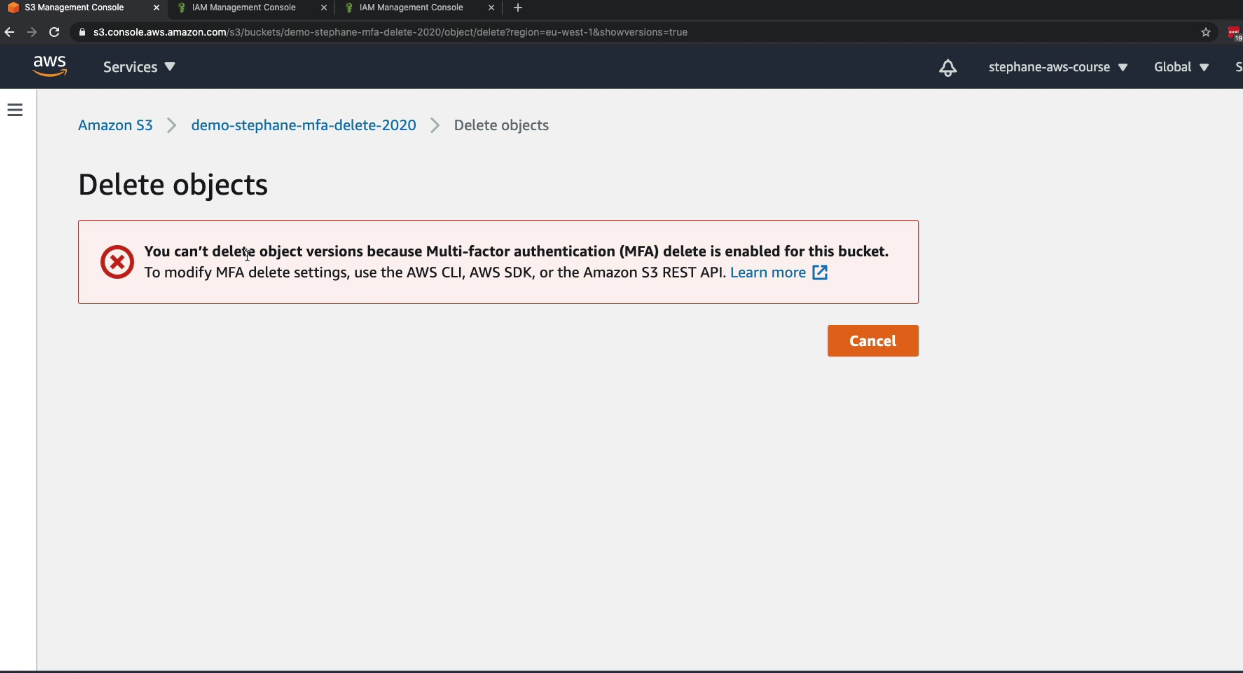 S3 Management Console
IAM Management Console
IAM Management Console
s3.console.aws.amazon.com/s3/buckets/demo-stephane-mfa-delete-2020/object/delete?region=eu-west-1&showversions=true
19
aws
Services
stephane-aws-course
Global
S
Amazon S3 > demo-stephane-mfa-delete-2020 > Delete objects
Delete objects
You can't delete object versions because Multi-factor authentication (MFA) delete is enabled for this bucket.
To modify MFA delete settings, use the AWS CLI, AWS SDK, or the Amazon S3 REST API. Learn more
Cancel